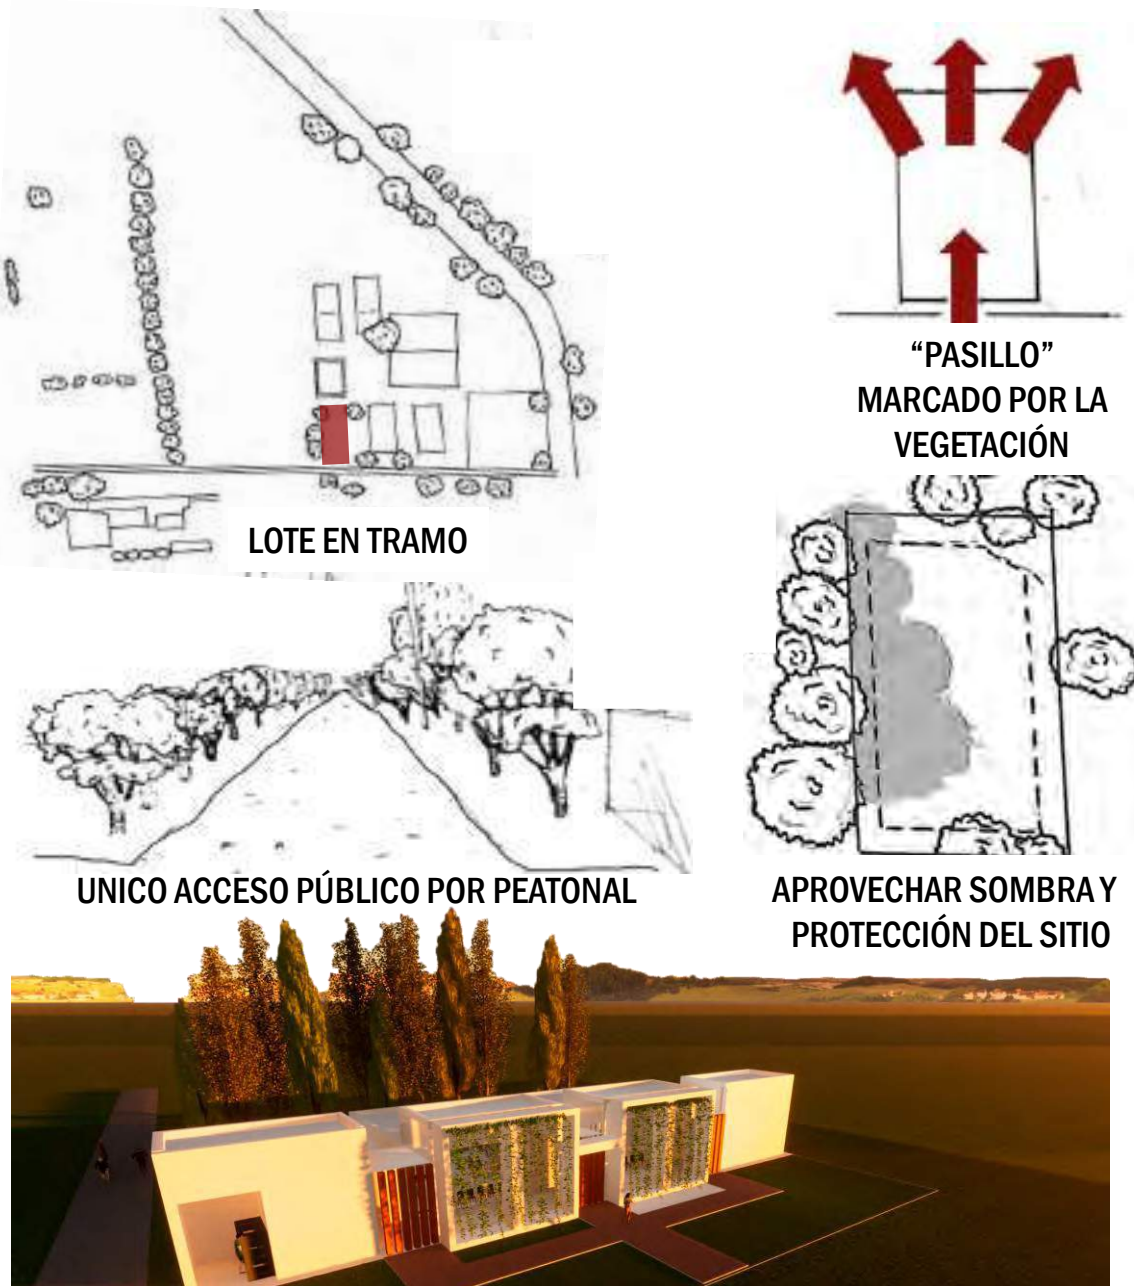 “PASILLO”
MARCADO POR LA
VEGETACIÓN
LOTE EN TRAMO
UNICO ACCESO PÚBLICO POR PEATONAL
APROVECHAR SOMBRA Y
PROTECCIÓN DEL SITIO